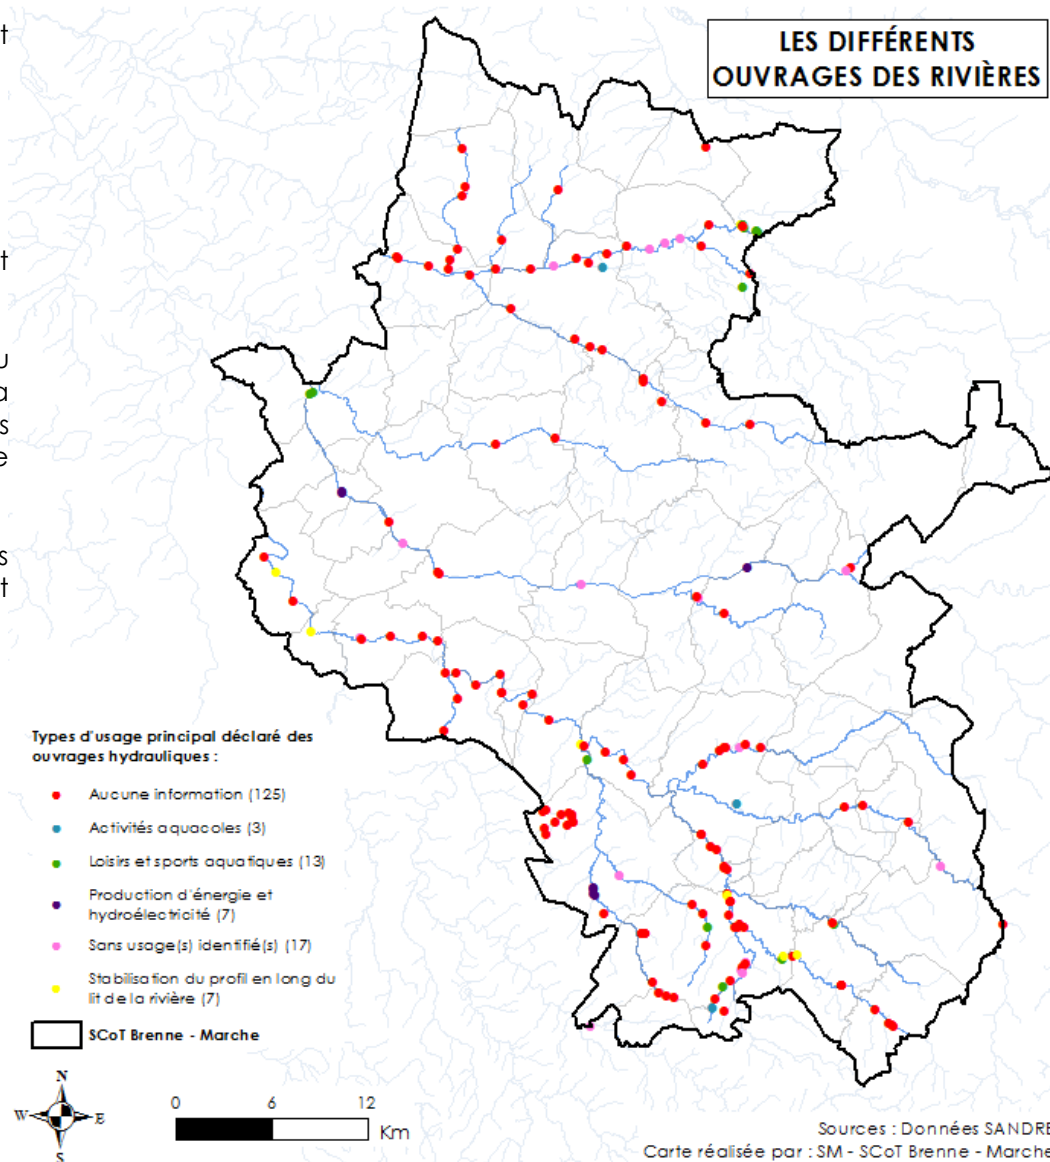 LES DIFFÉRENTS
OUVRAGES DES RIVIÈRES
t
t
u
a
s
e
s
t
Types d'usage principal déclaré des
ouvrages hydrauliques :
Aucune information (125)
Activités aquacoles (3)
Loisirs et sports aquatiques (13)
Production d'énergie et
hydroélectricité (7)
Sans usage(s) identifié(s) (17)
Stabilisation du profil en long du
lit de la rivière (7)
SCoT Brenne - Marche
N
W E
S
0 6 12
Km
Sources : Données SANDRE
Carte réalisée par : SM - SCoT Brenne - Marche